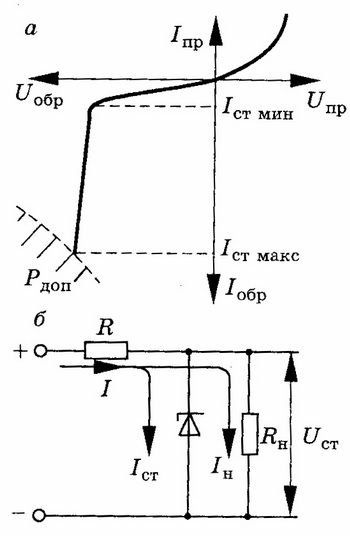 а
Iпр
Uобр
Uпр
Iст мин
Iст макс
Pдоп
Iобр
б
R
+
I
Iст
Iн
Rн
Uст
−